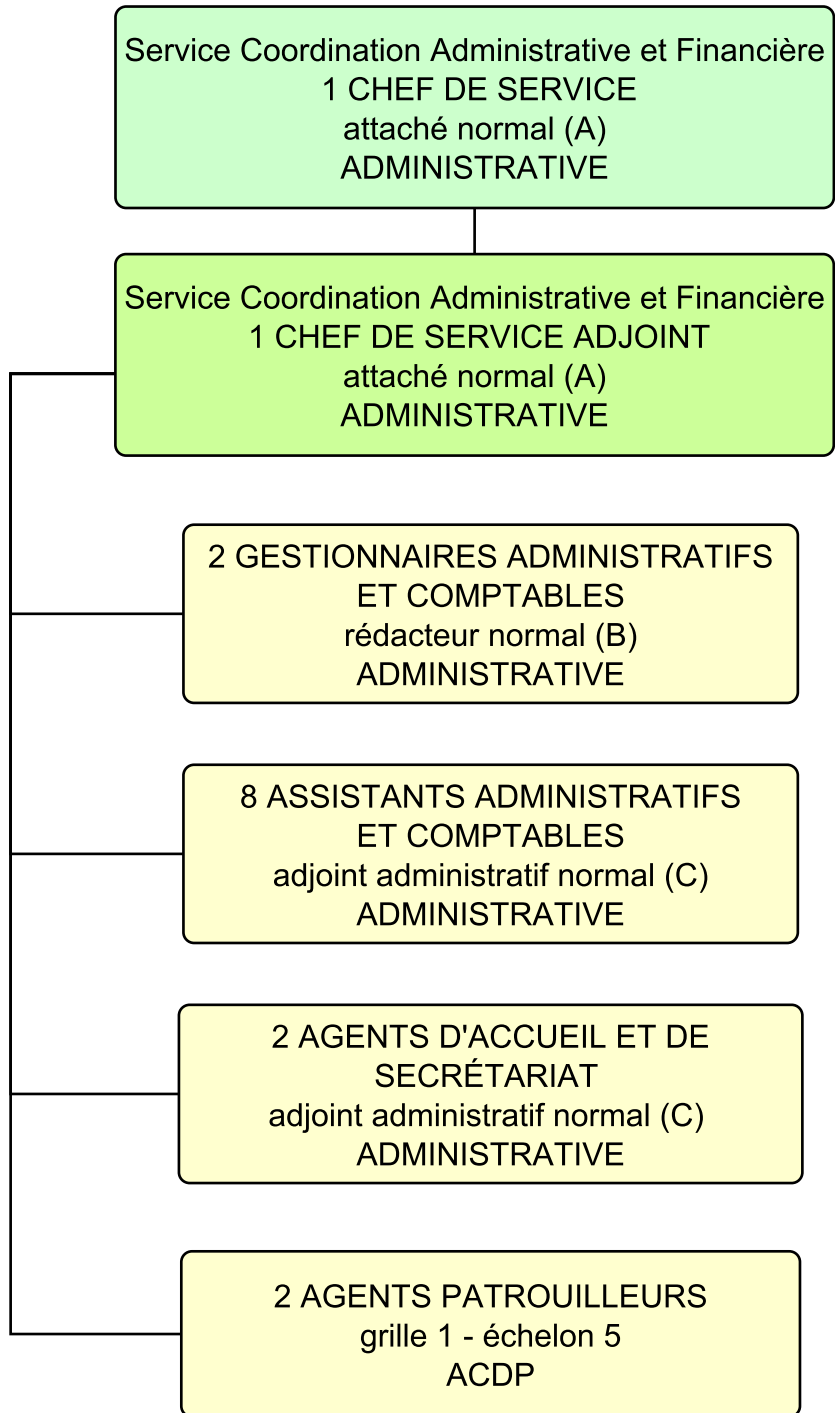 Service Coordination Administrative et Financière
1 CHEF DE SERVICE
attaché normal (A)
ADMINISTRATIVE
Service Coordination Administrative et Financière
1 CHEF DE SERVICE ADJOINT
attaché normal (A)
ADMINISTRATIVE
2 GESTIONNAIRES ADMINISTRATIFS
ET COMPTABLES
rédacteur normal (B)
ADMINISTRATIVE
8 ASSISTANTS ADMINISTRATIFS
ET COMPTABLES
adjoint administratif normal (C)
ADMINISTRATIVE
2 AGENTS D'ACCUEIL ET DE
SECRÉTARIAT
adjoint administratif normal (C)
ADMINISTRATIVE
2 AGENTS PATROUILLEURS
grille 1 - échelon 5
ACDP